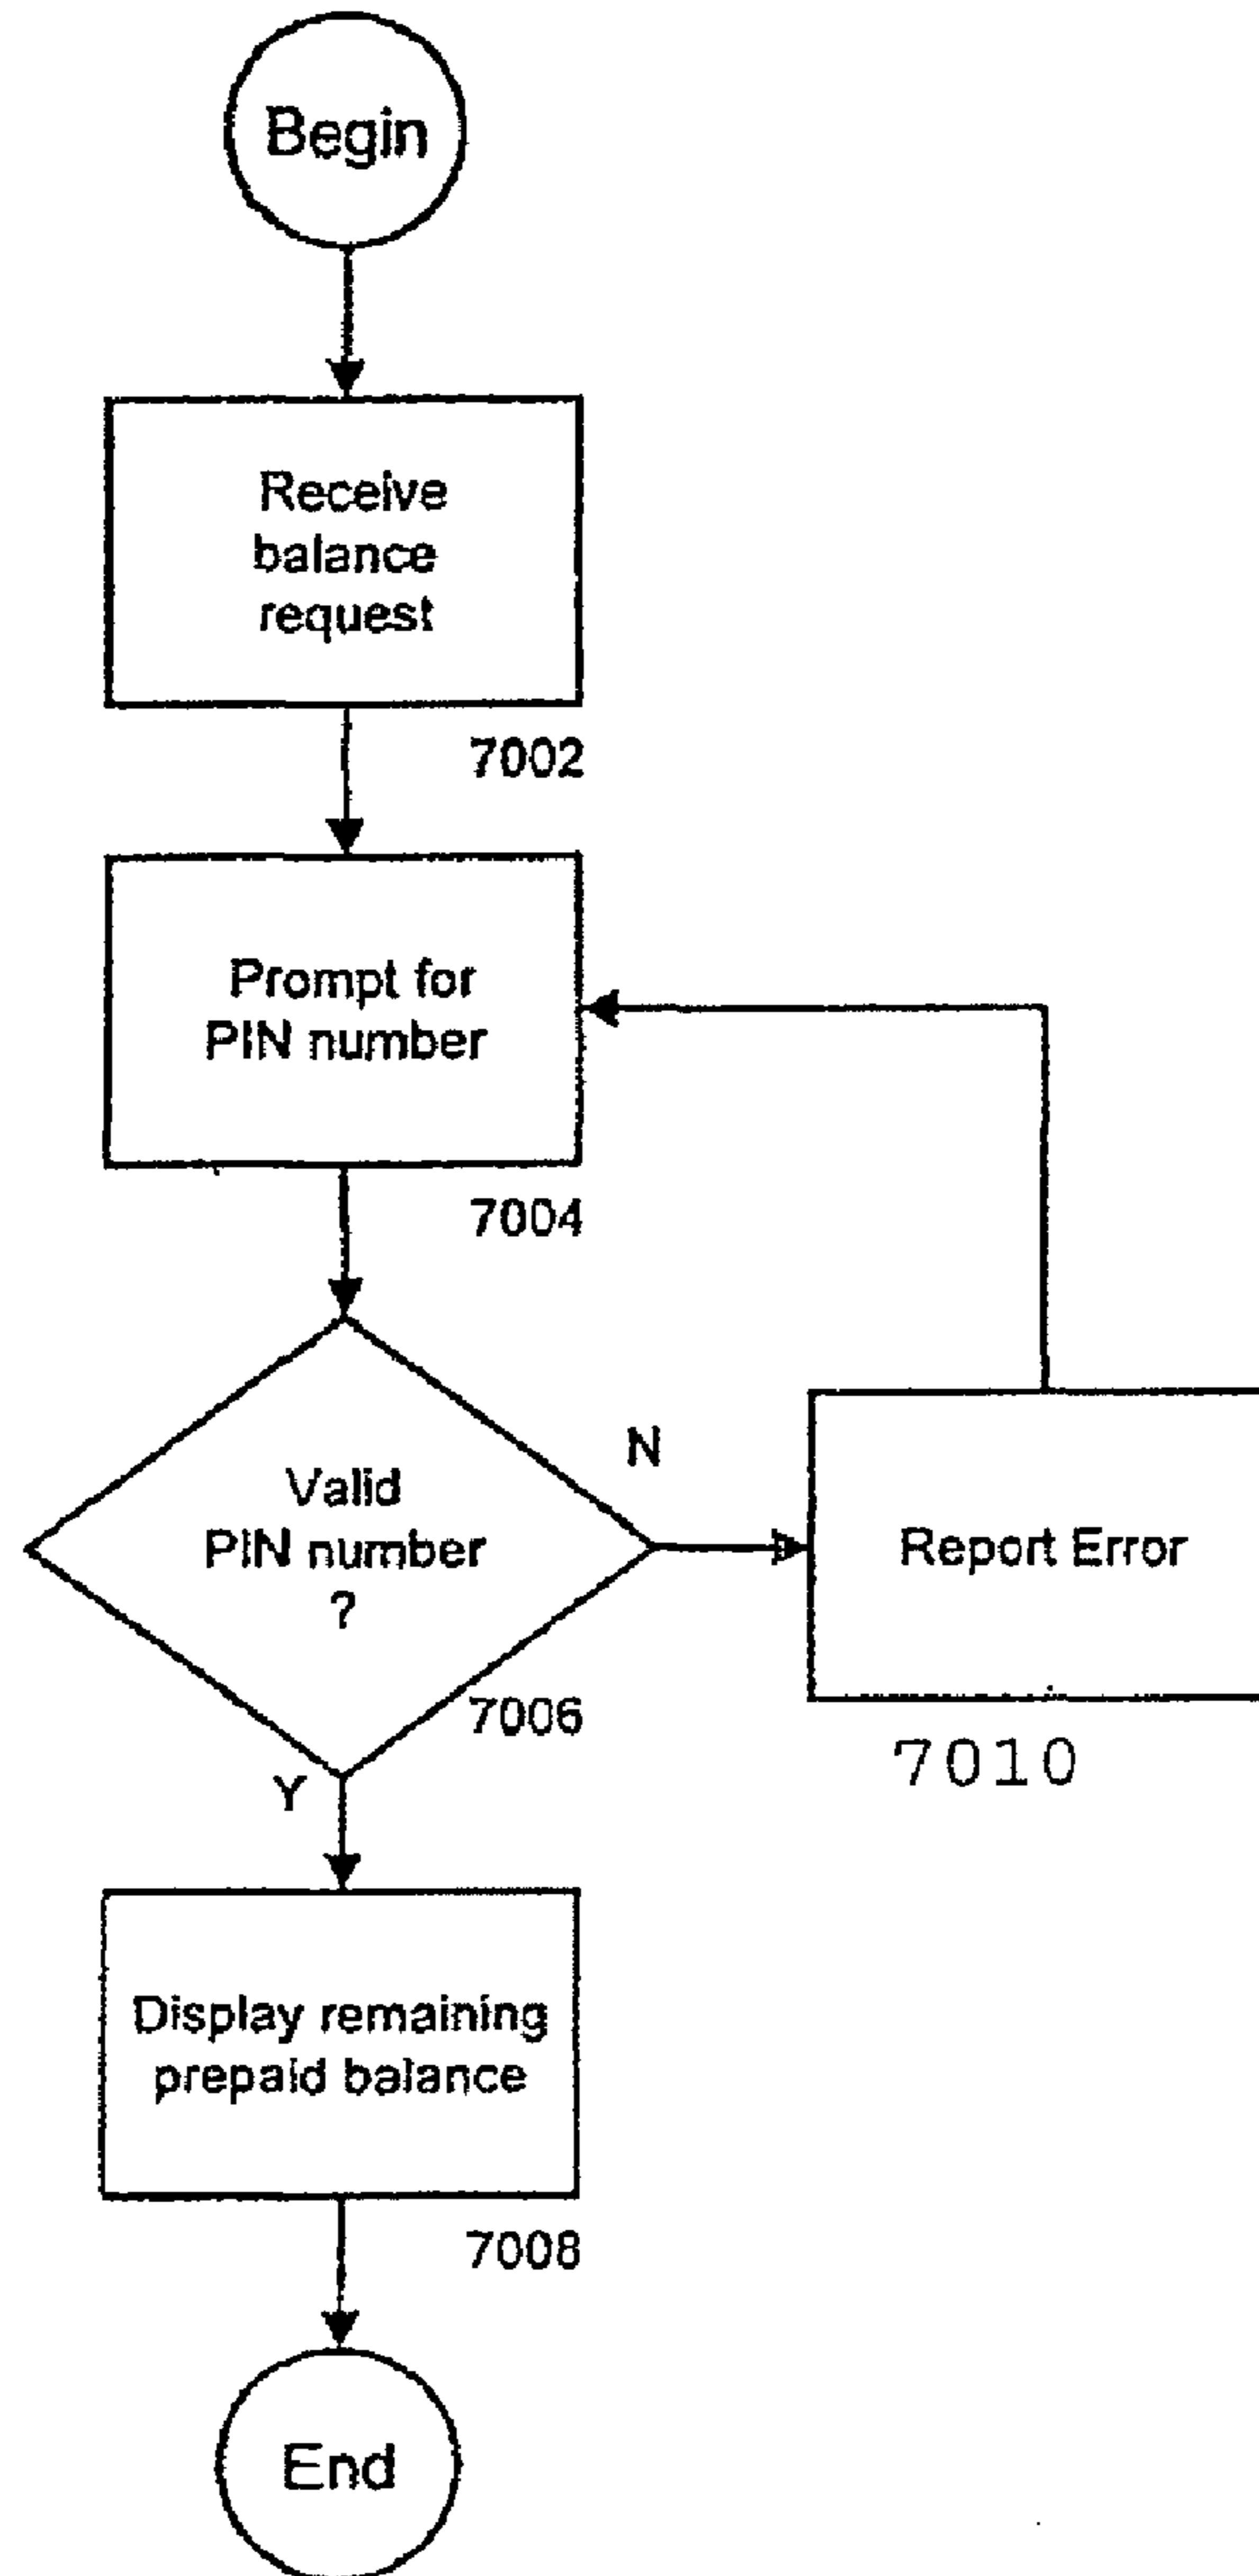 Begin
Receive
balance
request
7002
Prompt for
PIN number
7004
Valid
PIN number
?
N
Report Error
7006
7010
Y
Display remaining
prepaid balance
7008
End